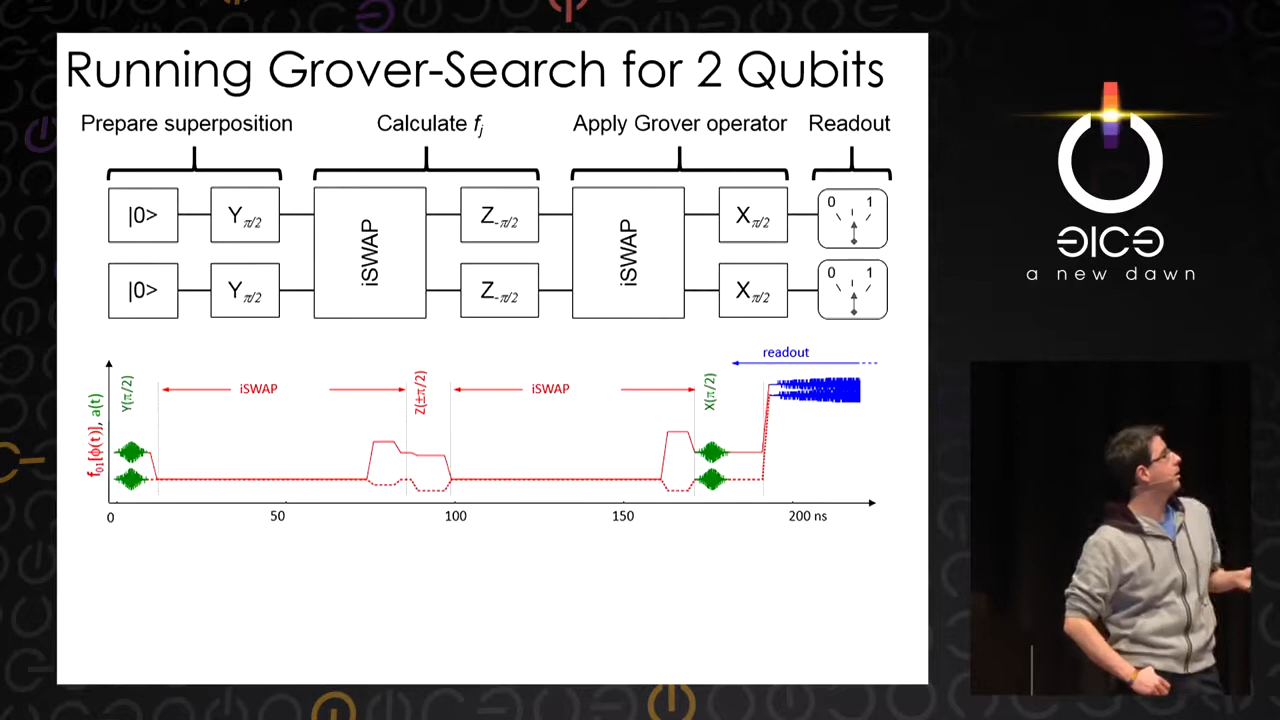 Running Grover-Search for 2 Qubits
Prepare superposition
Calculate fj
Apply Grover operator
Readout
|0>
Yπ/2
iSWAP
Z-π/2
iSWAP
Xπ/2
0 1
|0>
Yπ/2
Z-π/2
Xπ/2
0 1
readout
Y(π/2)
iSWAP
Z(±π/2)
iSWAP
X(π/2)
f01[ϕ(t)], a(t)
0
50
100
150
200 ns
a new dawn